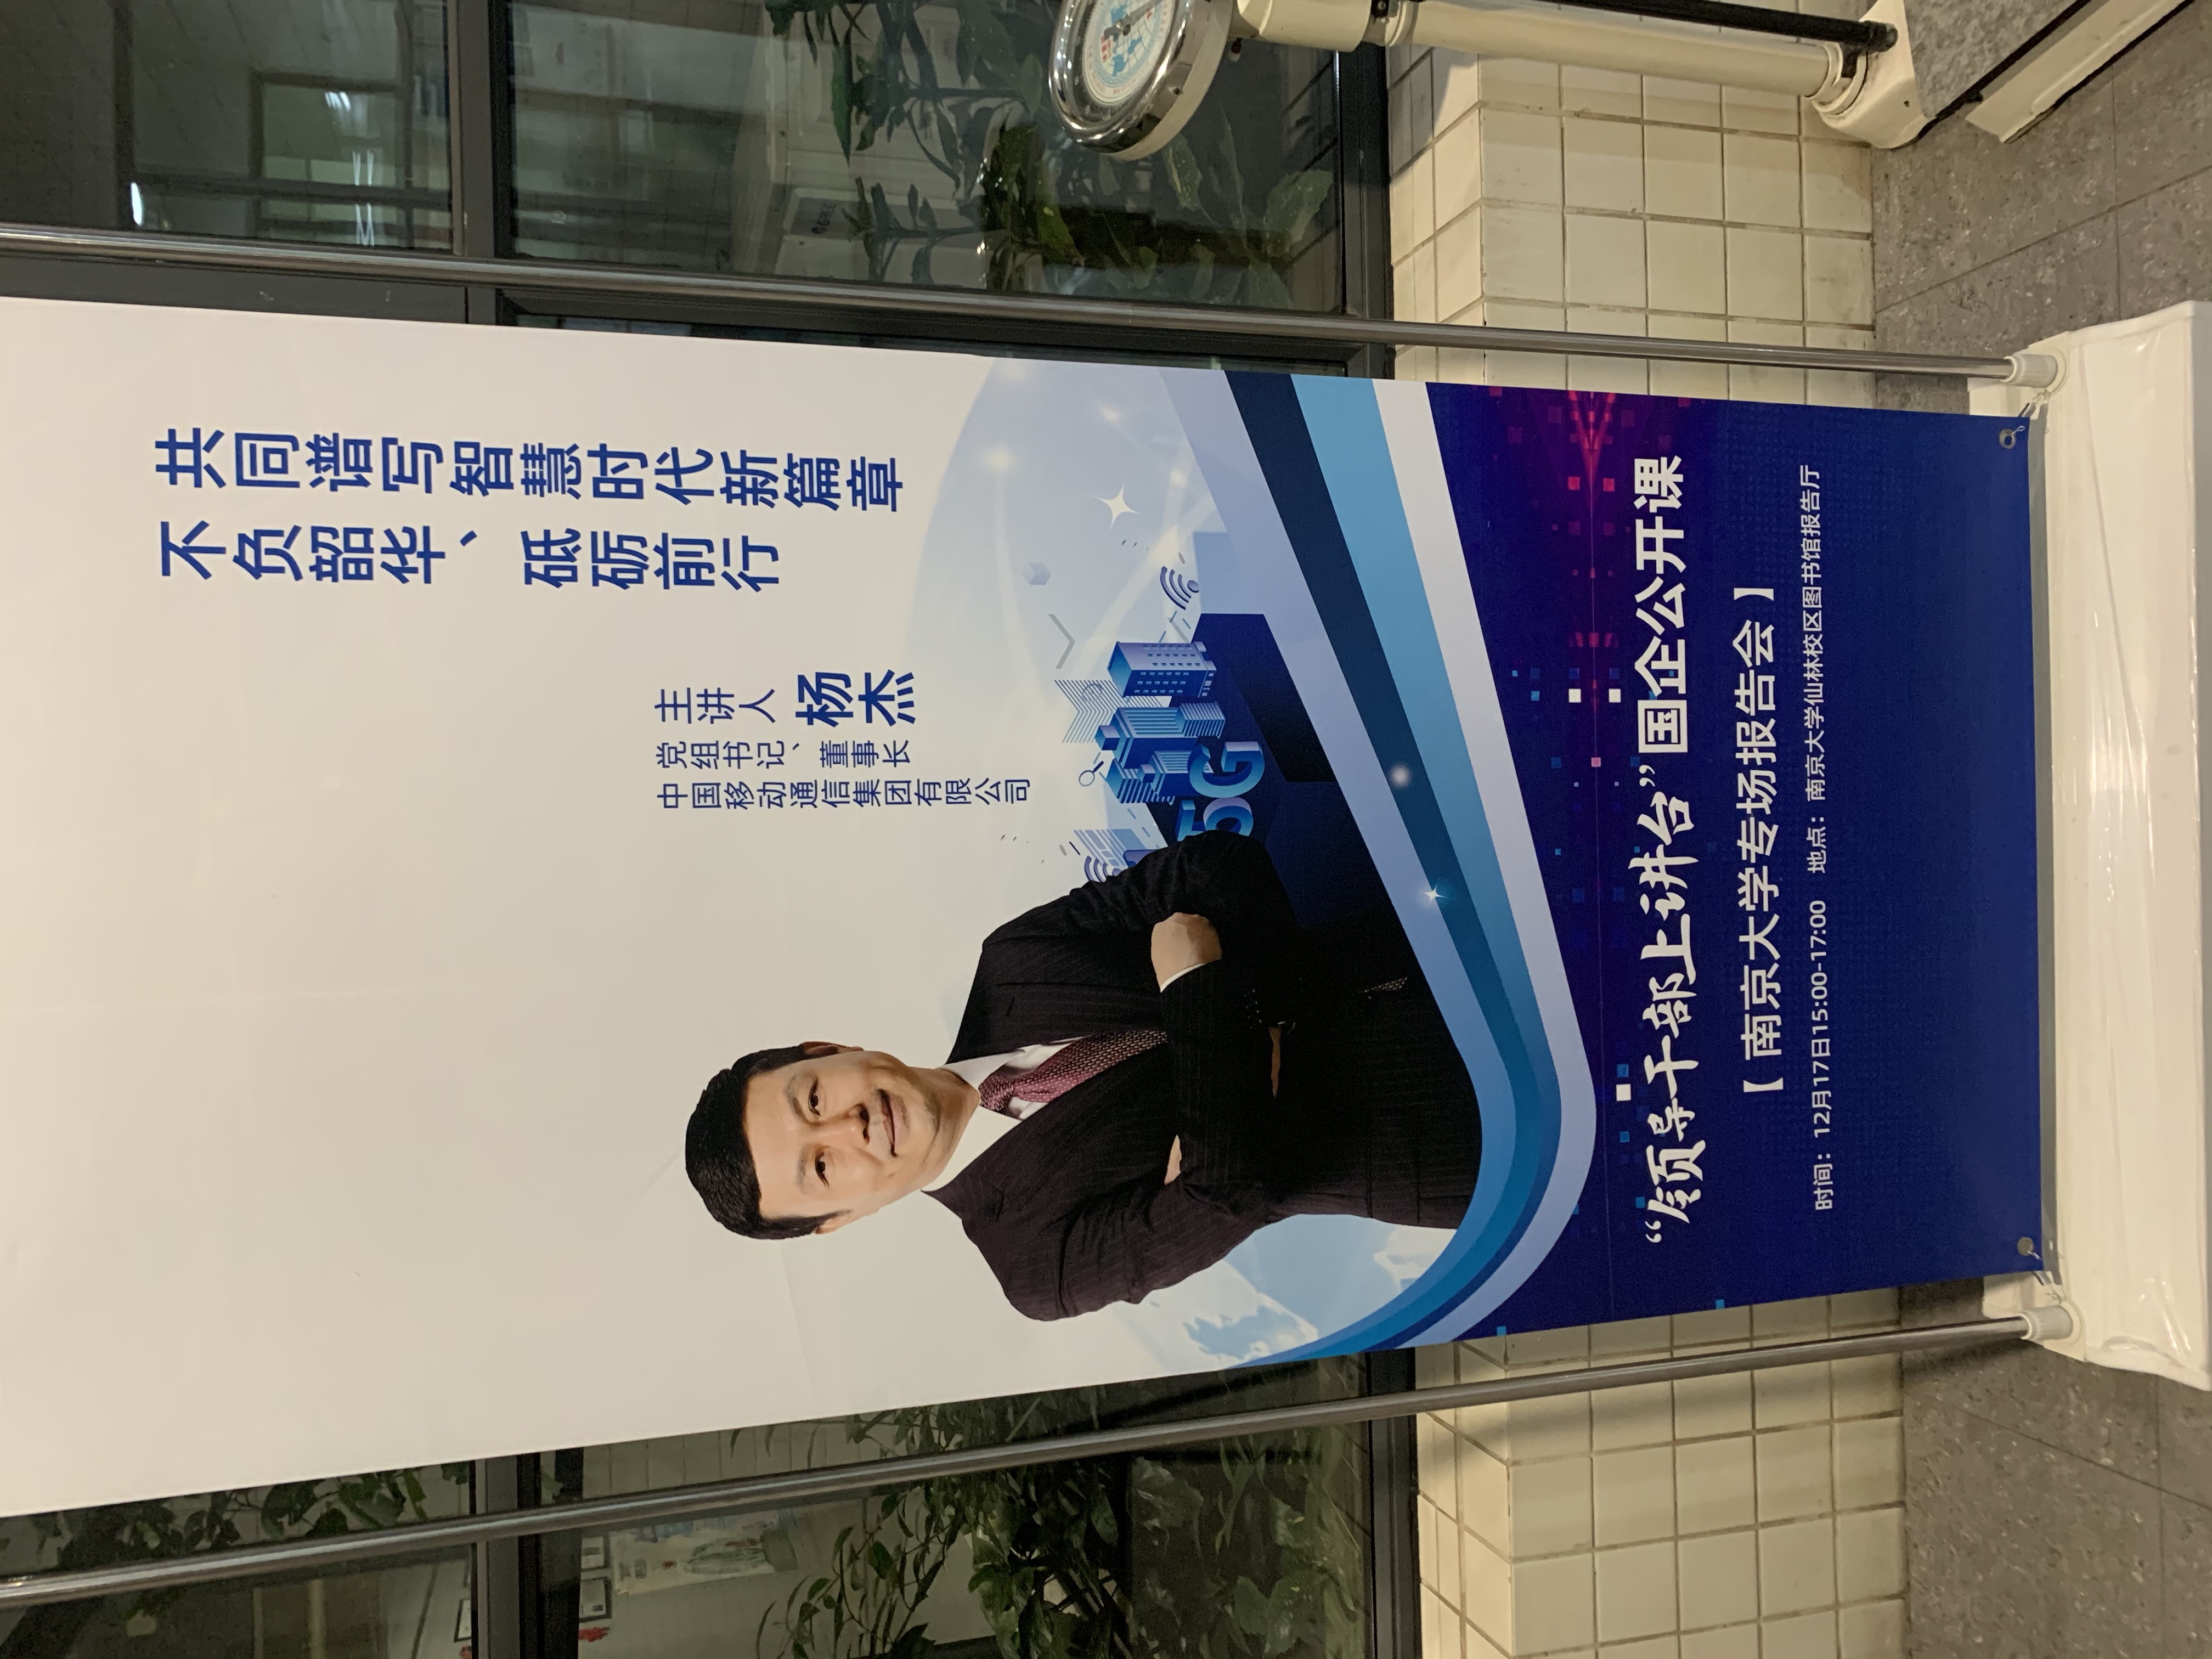 共同谱写智慧时代新篇章
不负韶华、砥砺前行
主讲人 杨杰
党组书记、董事长
中国移动通信集团有限公司
5G
“领导干部上讲台”国企公开课
【 南京大学专场报告会 】
时间：12月17日15:00-17:00 地点：南京大学仙林校区图书馆报告厅